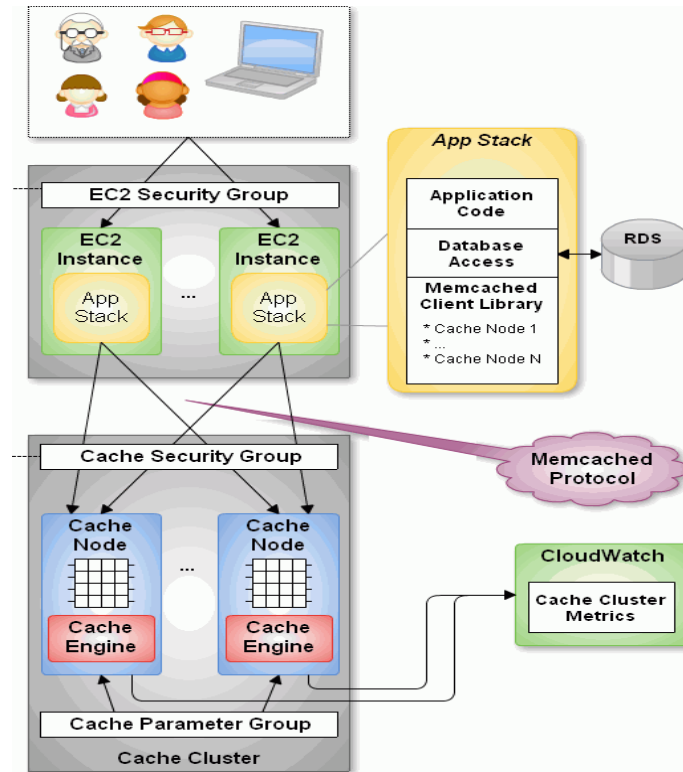 App Stack
Application
Code
Database
Access
Memcached
Client Library
* Cache Node 1
* ...
* Cache Node N
RDS
EC2 Security Group
EC2
Instance
App
Stack
...
EC2
Instance
App
Stack
Memcached
Protocol
Cache Security Group
Cache
Node
Cache
Engine
...
Cache
Node
Cache
Engine
CloudWatch
Cache Cluster
Metrics
Cache Parameter Group
Cache Cluster